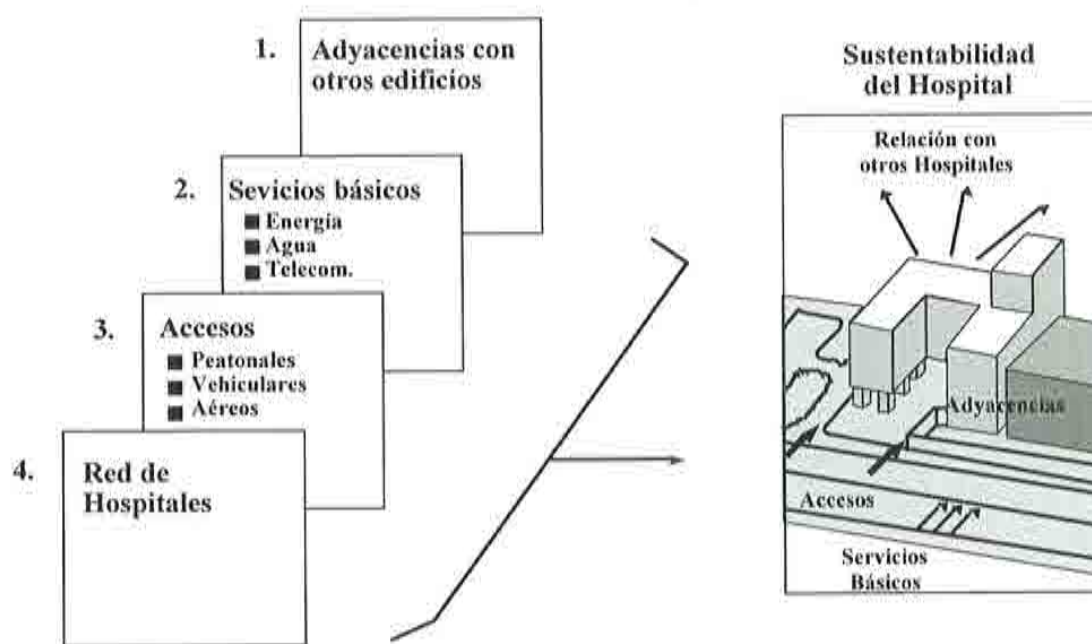 1. Adyacencias con
otros edificios
2. Sevicios básicos
■ Energía
■ Agua
■ Telecom.
3. Accesos
■ Peatonales
■ Vehiculares
■ Aéreos
4. Red de
Hospitales
Sustentabilidad
del Hospital
Relación con
otros Hospitales
Adyacencias
Accesos
Servicios
Básicos